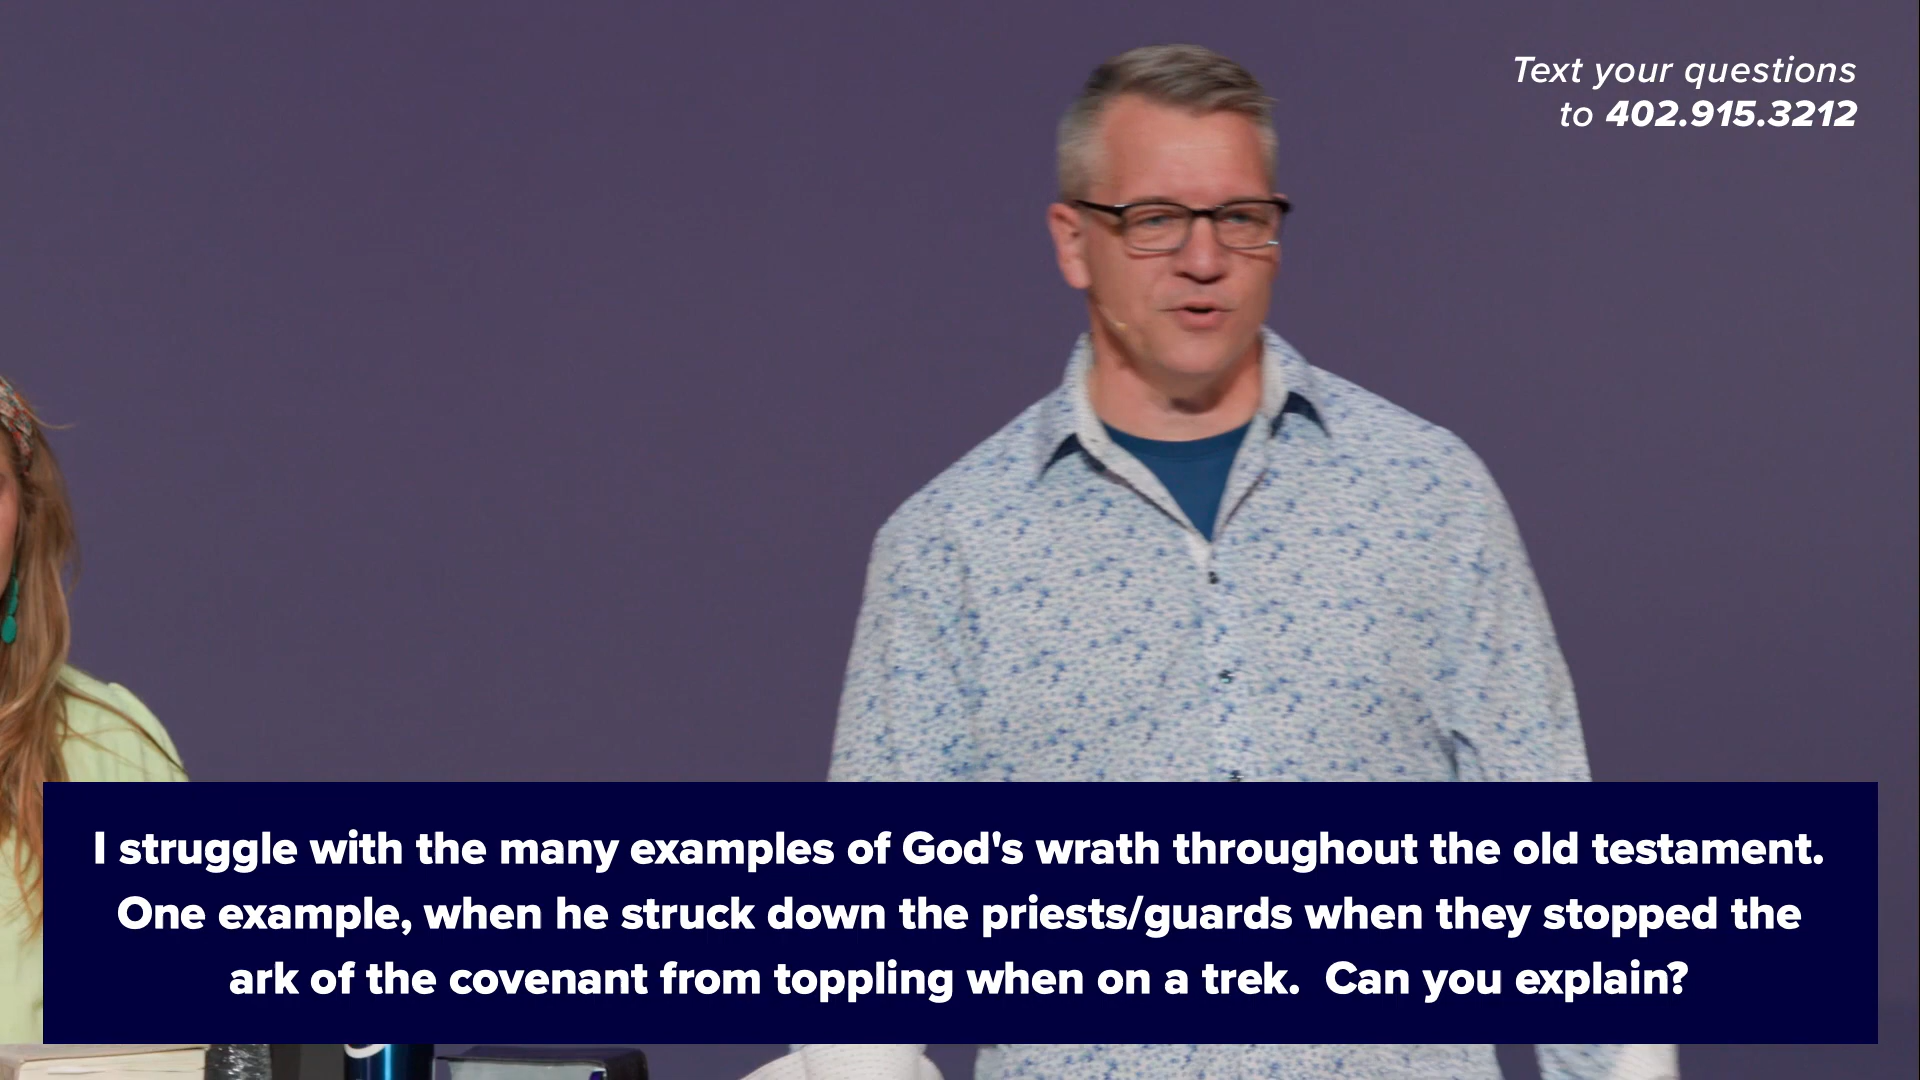 Text your questions
to 402.915.3212
I struggle with the many examples of God's wrath throughout the old testament.
One example, when he struck down the priests/guards when they stopped the
ark of the covenant from toppling when on a trek.  Can you explain?